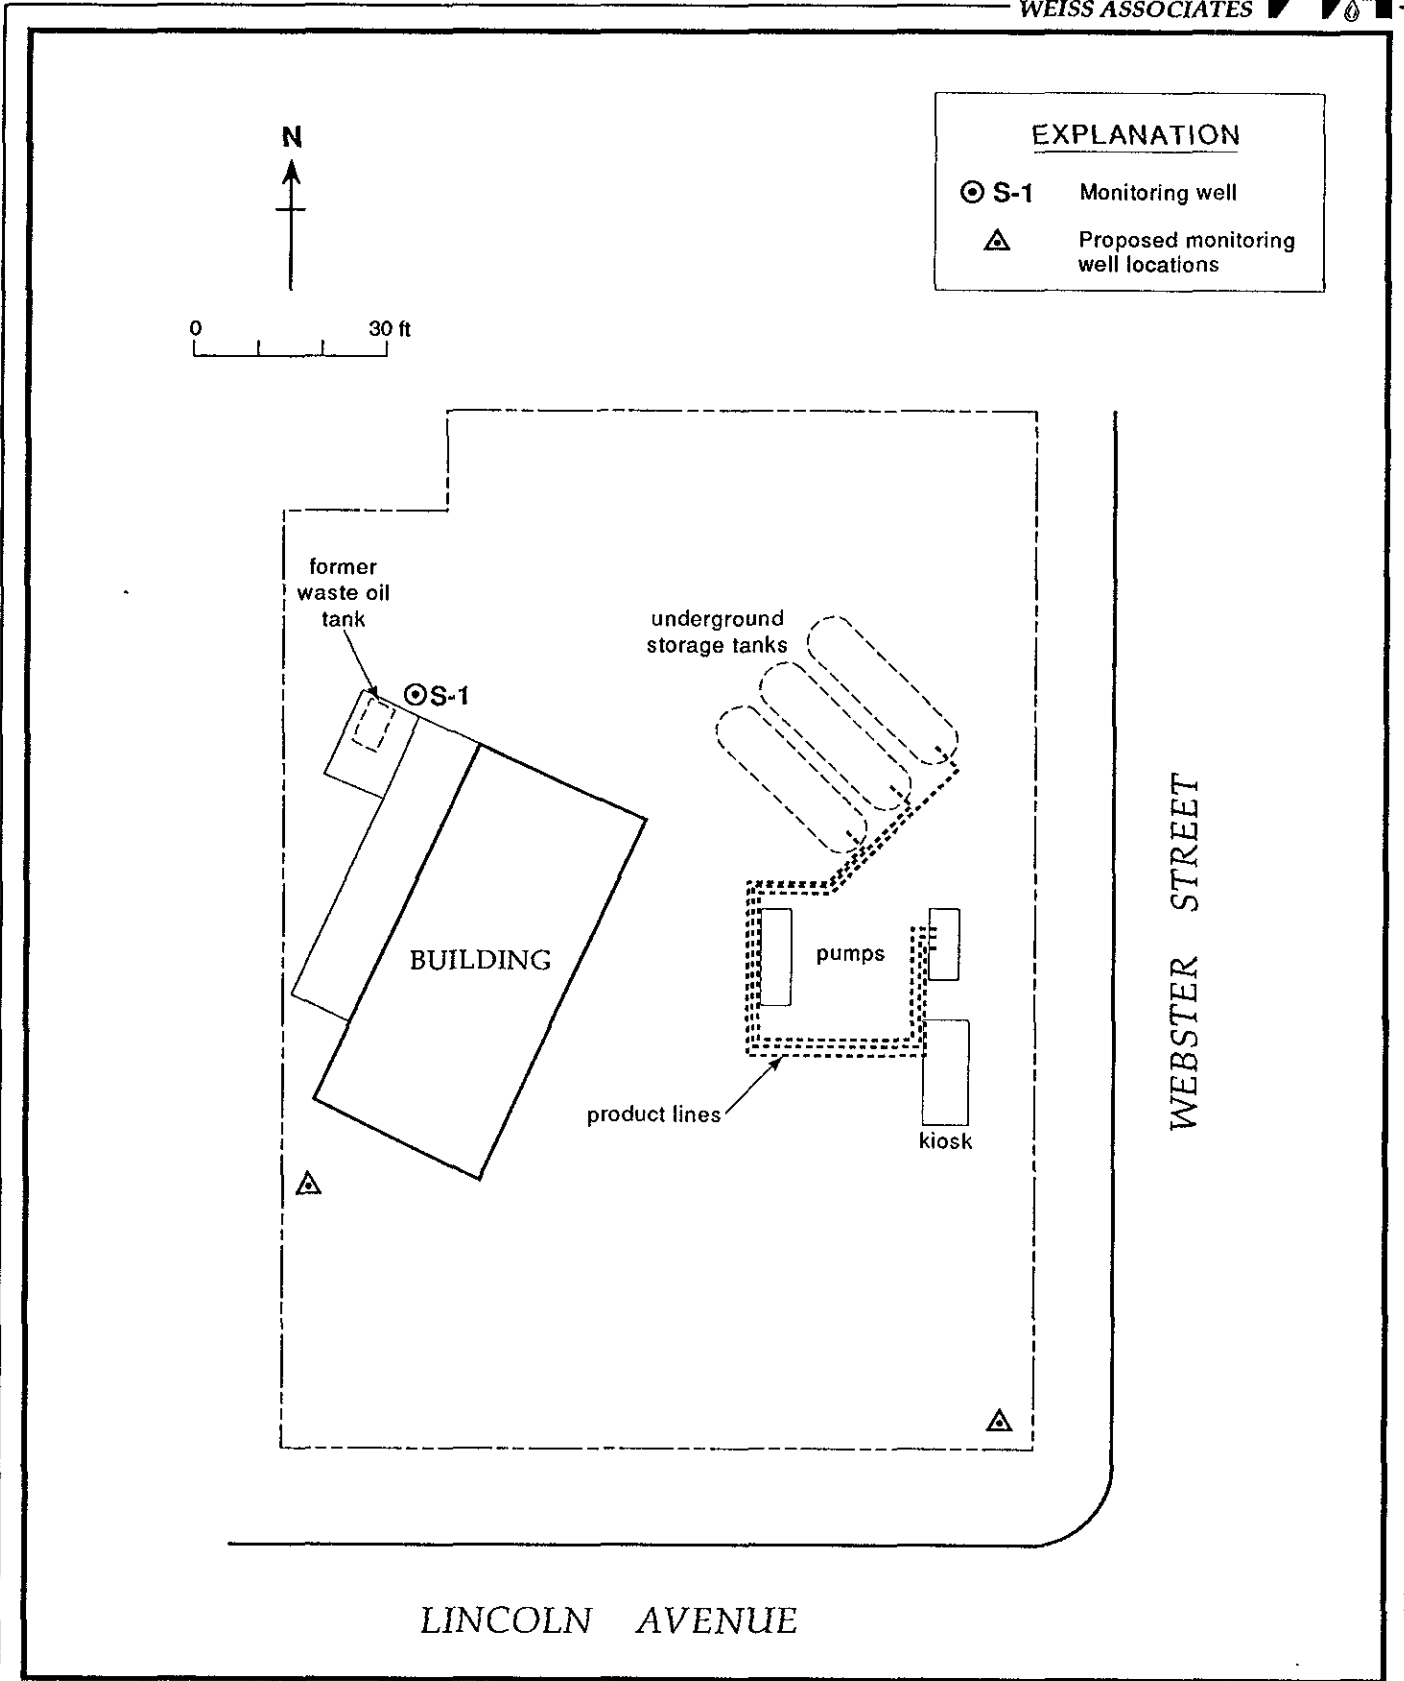 WEISS ASSOCIATES
EXPLANATION
S-1 Monitoring well
Proposed monitoring
well locations
N
0 30 ft
former
waste oil
tank
underground
storage tanks
S-1
BUILDING
pumps
product lines
kiosk
WEBSTER STREET
LINCOLN AVENUE